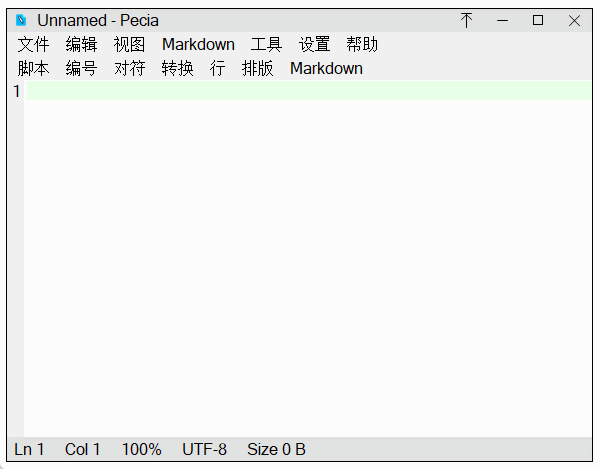 Unnamed - Pecia
文件 编辑 视图 Markdown 工具 设置 帮助
脚本 编号 对符 转换 行 排版 Markdown
1
Ln 1 Col 1 100% UTF-8 Size 0 B